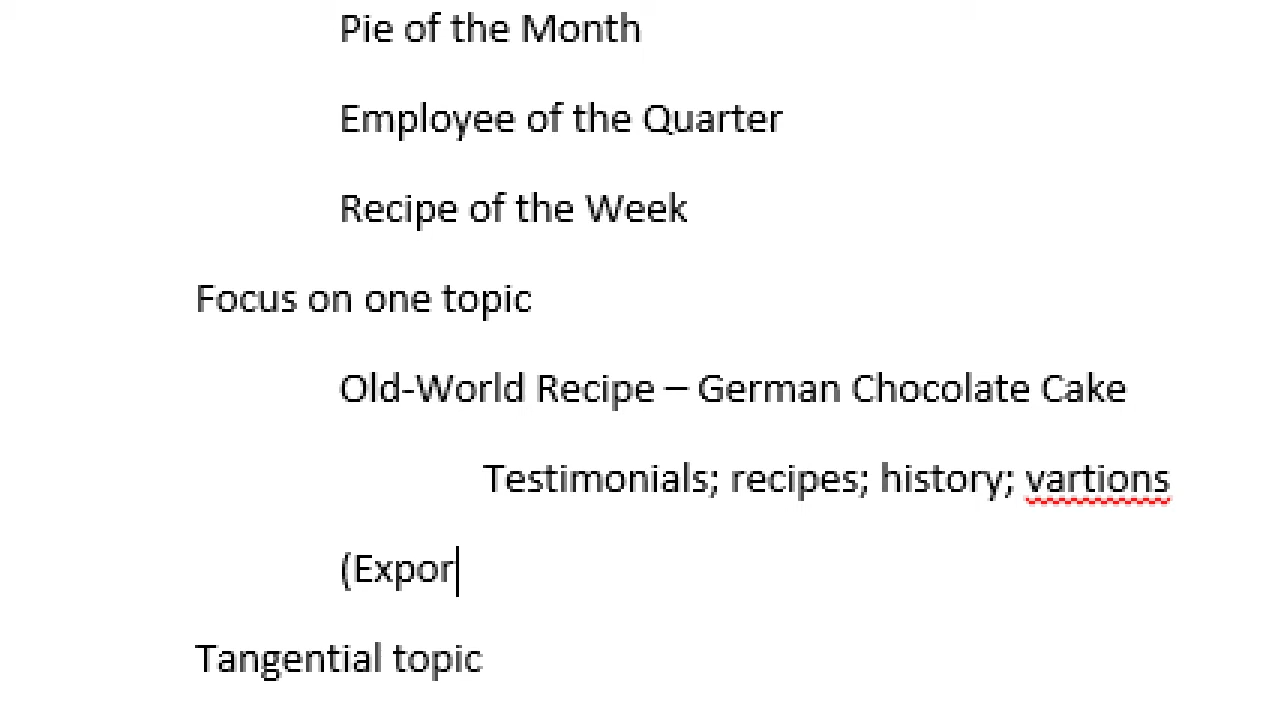 Pie of the Month
Employee of the Quarter
Recipe of the Week
Focus on one topic
Old-World Recipe – German Chocolate Cake
Testimonials; recipes; history; vartions
(Expor
Tangential topic